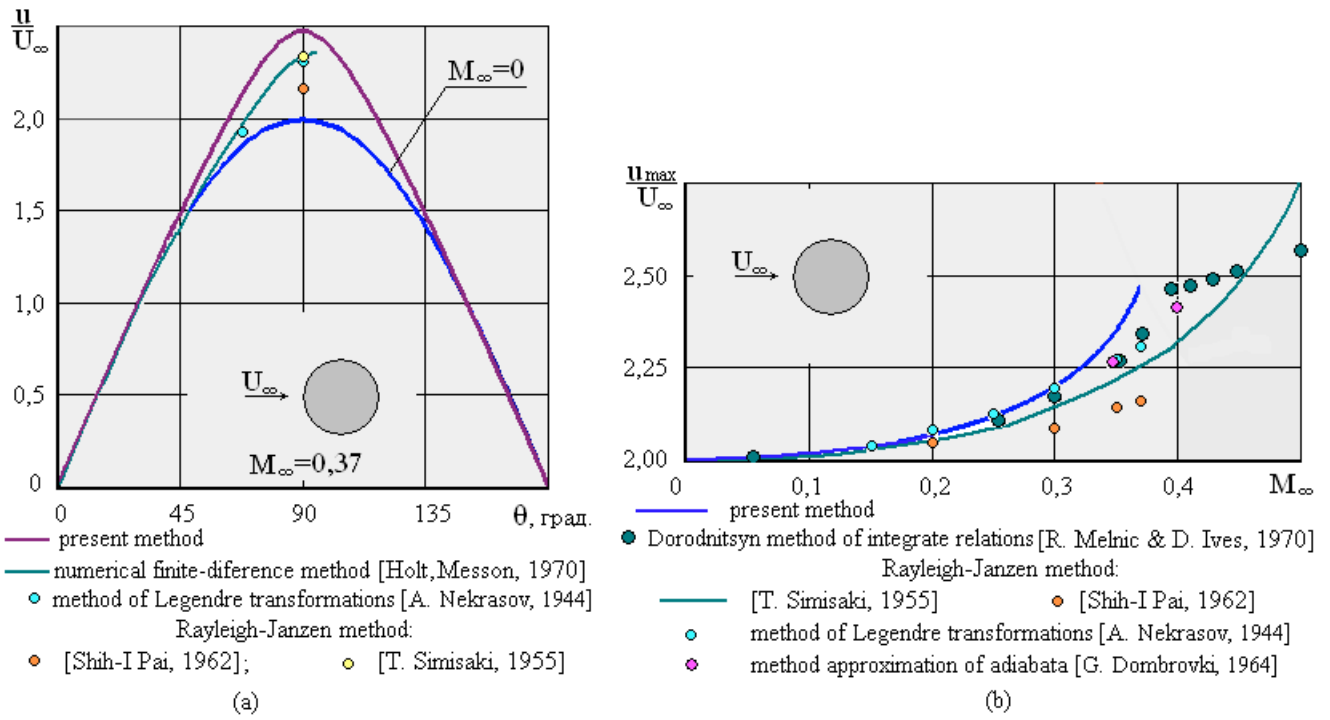 u
U∞
2,0
1,5
1,0
0,5
0
M∞=0
U∞
M∞=0,37
0 45 90 135 θ, град.
present method
numerical finite-diference method [Holt,Messon, 1970]
method of Legendre transformations [A. Nekrasov, 1944]
Rayleigh-Janzen method:
[Shih-I Pai, 1962]; [T. Simisaki, 1955]
(a)
u max
U∞
2,50
2,25
2,00
U∞
0 0,1 0,2 0,3 0,4 M∞
present method
Dorodnitsyn method of integrate relations [R. Melnic & D. Ives, 1970]
Rayleigh-Janzen method:
[T. Simisaki, 1955] [Shih-I Pai, 1962]
method of Legendre transformations [A. Nekrasov, 1944]
method approximation of adiabata [G. Dombrovki, 1964]
(b)